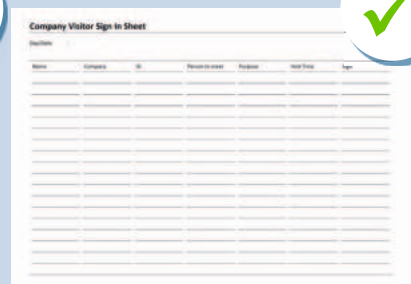 Company Visitor Sign In Sheet
Day/Date:
Name Company ID Person to meet Purpose Visit Time Sign